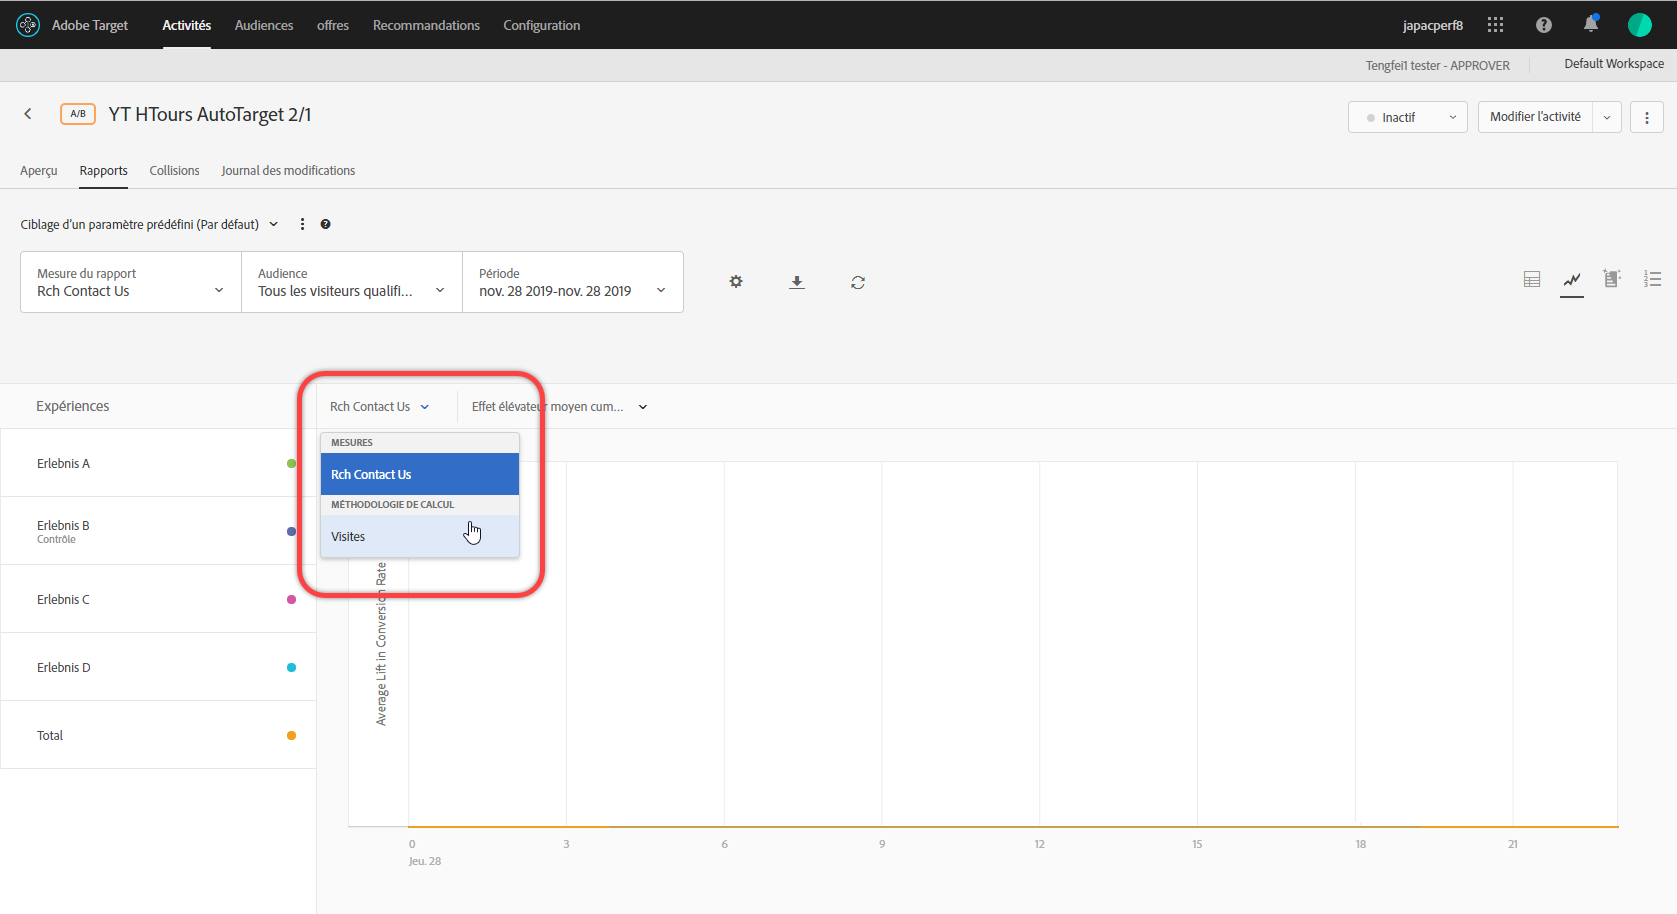 Adobe Target
Activités
Audiences
offres
Recommandations
Configuration
japacperf8
Tengfei1 tester - APPROVER
Default Workspace
A/B
YT HTours AutoTarget 2/1
Inactif
Modifier l'activité
Aperçu
Rapports
Collisions
Journal des modifications
Ciblage d'un paramètre prédéfini (Par défaut)
Mesure du rapport
Rch Contact Us
Audience
Tous les visiteurs qualifi...
Période
nov. 28 2019-nov. 28 2019
1
2
3
Expériences
Rch Contact Us
Effet élévateur moyen cum...
MESURES
Rch Contact Us
MÉTHODOLOGIE DE CALCUL
Visites
Erlebnis A
Erlebnis B
Contrôle
Erlebnis C
Erlebnis D
Total
Average Lift in Conversion Rate
0
3
6
9
12
15
18
21
Jeu. 28